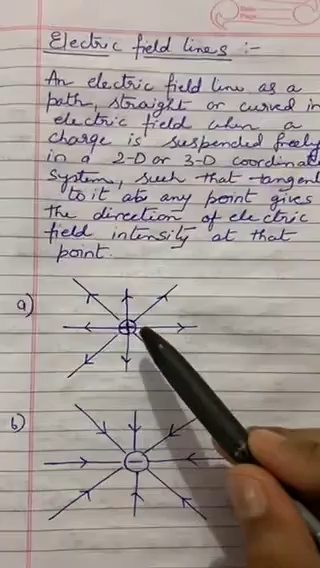 Electric field lines :-
An electric field line as a
path, straight or curved in
electric field when a
charge is suspended freely
in a 2-D or 3-D coordinate
system, such that tangent
to it at any point gives
the direction of electric
field intensity at that
point.
a)
+
b)
−